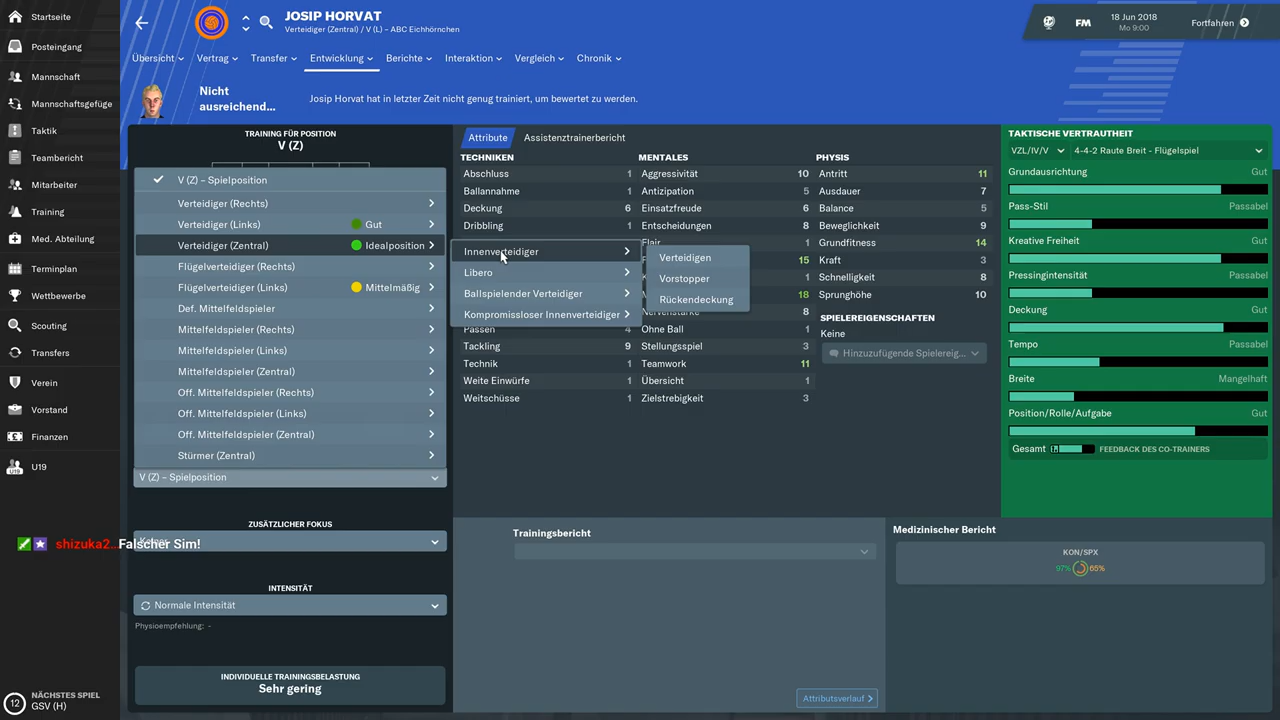 Startseite
Posteingang
Mannschaft
Mannschaftsgefüge
Taktik
Teambericht
Mitarbeiter
Training
Med. Abteilung
Terminplan
Wettbewerbe
Scouting
Transfers
Verein
Vorstand
Finanzen
U19
U19
12
NÄCHSTES SPIEL
GSV (H)
JOSIP HORVAT
Verteidiger (Zentral) / V (L) – ABC Eichhörnchen
FM
18 Jun 2018
Mo 9:00
Fortfahren
Übersicht
Vertrag
Transfer
Entwicklung
Berichte
Interaktion
Vergleich
Chronik
Nicht
ausreichend...
Josip Horvat hat in letzter Zeit nicht genug trainiert, um bewertet zu werden.
TRAINING FÜR POSITION
V (Z)
V (Z) – Spielposition
Verteidiger (Rechts)
Verteidiger (Links) Gut
Verteidiger (Zentral) Idealposition
Flügelverteidiger (Rechts)
Flügelverteidiger (Links) Mittelmäßig
Def. Mittelfeldspieler
Mittelfeldspieler (Rechts)
Mittelfeldspieler (Links)
Mittelfeldspieler (Zentral)
Off. Mittelfeldspieler (Rechts)
Off. Mittelfeldspieler (Links)
Off. Mittelfeldspieler (Zentral)
Stürmer (Zentral)
V (Z) – Spielposition
ZUSÄTZLICHER FOKUS
shizuka2.. Falscher Sim!
INTENSITÄT
Normale Intensität
Physioempfehlung: -
INDIVIDUELLE TRAININGSBELASTUNG
Sehr gering
Innenverteidiger
Libero
Ballspielender Verteidiger
Kompromissloser Innenverteidiger
Verteidigen
Vorstopper
Rückendeckung
Attribute
Assistenztrainerbericht
TECHNIKEN
Abschluss 1
Ballannahme 1
Deckung 6
Dribbling 1
Passen 4
Tackling 9
Technik 1
Weite Einwürfe 1
Weitschüsse 1
MENTALES
Aggressivität 10
Antizipation 5
Einsatzfreude 6
Entscheidungen 8
Flair
15
1
18
Nervenstärke 8
Ohne Ball 1
Stellungsspiel 3
Teamwork 11
Übersicht 1
Zielstrebigkeit 3
PHYSIS
Antritt 11
Ausdauer 7
Balance 5
Beweglichkeit 9
Grundfitness 14
Kraft 3
Schnelligkeit 8
Sprunghöhe 10
SPIELEREIGENSCHAFTEN
Keine
Hinzuzufügende Spielereig...
TAKTISCHE VERTRAUTHEIT
VZL/IV/V
4-4-2 Raute Breit - Flügelspiel
Grundausrichtung Gut
Pass-Stil Passabel
Kreative Freiheit Gut
Pressingintensität Passabel
Deckung Gut
Tempo Passabel
Breite Mangelhaft
Position/Rolle/Aufgabe Gut
Gesamt
FEEDBACK DES CO-TRAINERS
Trainingsbericht
Attributsverlauf
Medizinischer Bericht
KON/SPX
97% 65%